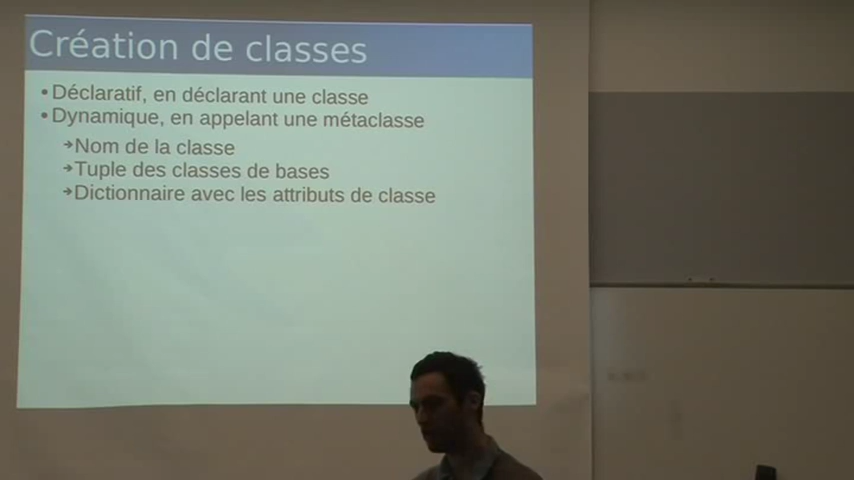 Création de classes
•Déclaratif, en déclarant une classe
•Dynamique, en appelant une métaclasse
➔Nom de la classe
➔Tuple des classes de bases
➔Dictionnaire avec les attributs de classe